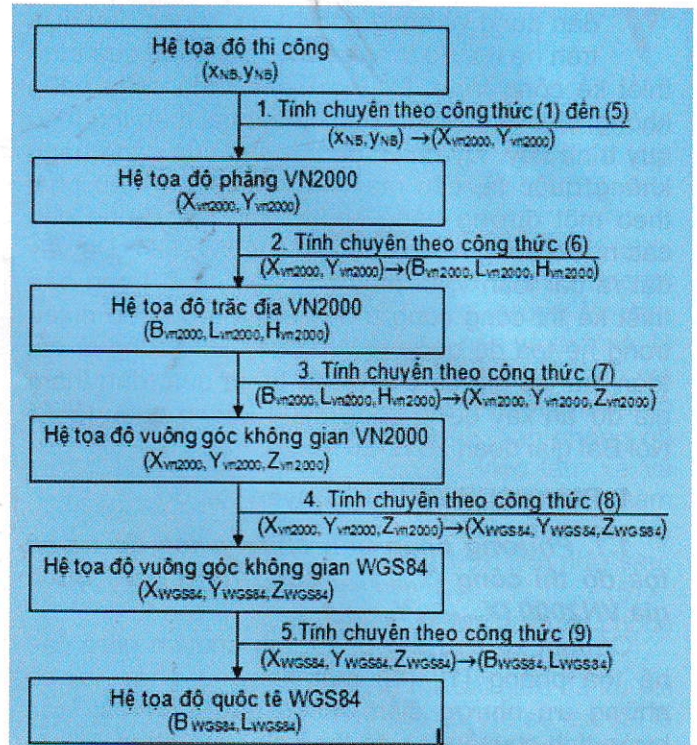 Hệ tọa độ thi công
(xNB,yNB)
1. Tính chuyển theo côngthức (1) đến (5)
(xNB,yNB) →(Xvn2000,Yvn2000)
Hệ tọa độ phẳng VN2000
(Xvn2000,Yvn2000)
2. Tính chuyển theo công thức (6)
(Xvn2000,Yvn2000)→(Bvn2000,Lvn2000,Hvn2000)
Hệ tọa độ trắc địa VN2000
(Bvn2000,Lvn2000,Hvn2000)
3. Tính chuyển theo công thức (7)
(Bvn2000,Lvn2000,Hvn2000)→(Xvn2000,Yvn2000,Zvn2000)
Hệ tọa độ vuông góc không gian VN2000
(Xvn2000,Yvn2000,Zvn2000)
4. Tính chuyển theo công thức (8)
(Xvn2000,Yvn2000,Zvn2000)→(XWGS84,YWGS84,ZWGS84)
Hệ tọa độ vuông góc không gian WGS84
(XWGS84,YWGS84,ZWGS84)
5.Tính chuyển theo công thức (9)
(XWGS84,YWGS84,ZWGS84)→(BWGS84,LWGS84)
Hệ tọa độ quốc tế WGS84
(BWGS84,LWGS84)